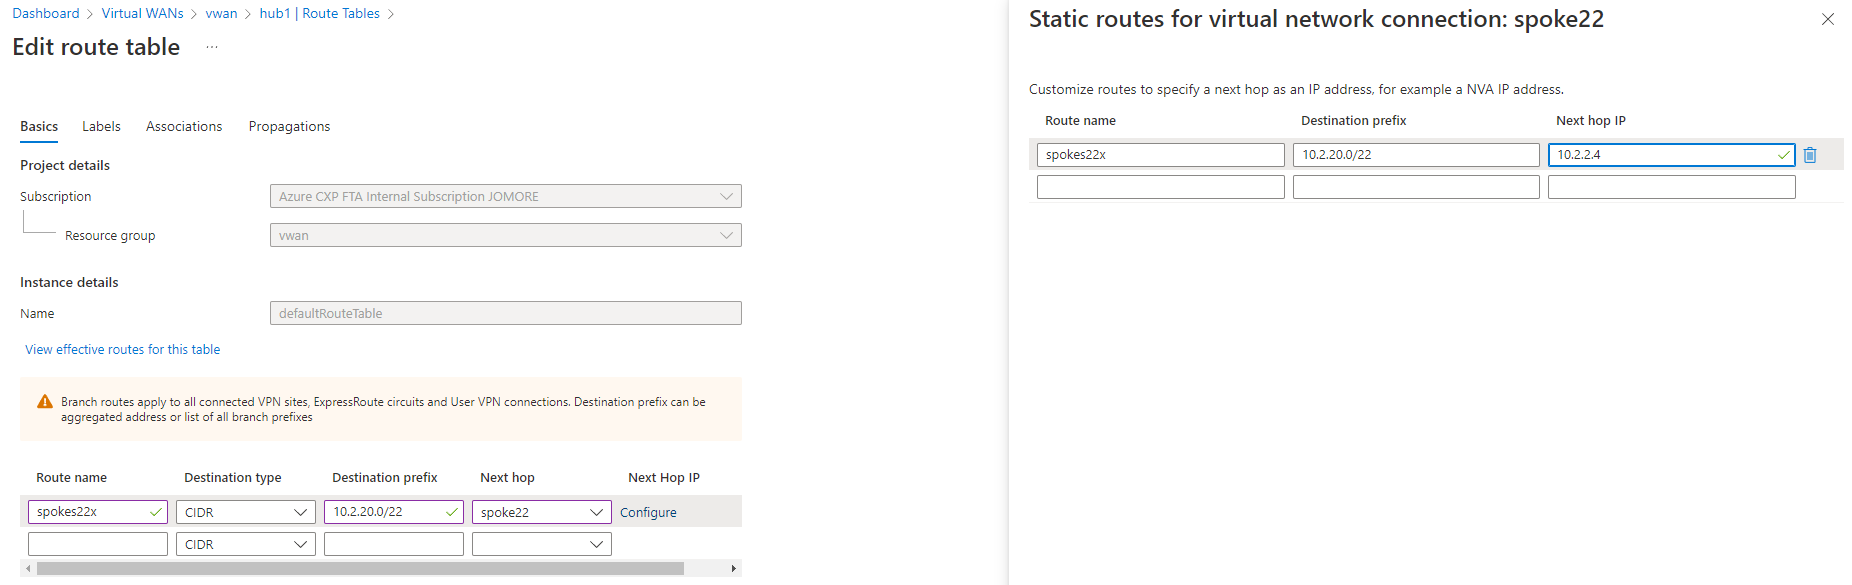 Dashboard > Virtual WANs > vwan > hub1 | Route Tables >
Edit route table ...
Basics Labels Associations Propagations
Project details
Subscription Azure CXP FTA Internal Subscription JOMORE
Resource group vwan
Instance details
Name defaultRouteTable
View effective routes for this table
Branch routes apply to all connected VPN sites, ExpressRoute circuits and User VPN connections. Destination prefix can be
aggregated address or list of all branch prefixes
Route name Destination type Destination prefix Next hop Next Hop IP
spokes22x CIDR 10.2.20.0/22 spoke22 Configure
CIDR
Static routes for virtual network connection: spoke22
Customize routes to specify a next hop as an IP address, for example a NVA IP address.
Route name Destination prefix Next hop IP
spokes22x 10.2.20.0/22 10.2.2.4